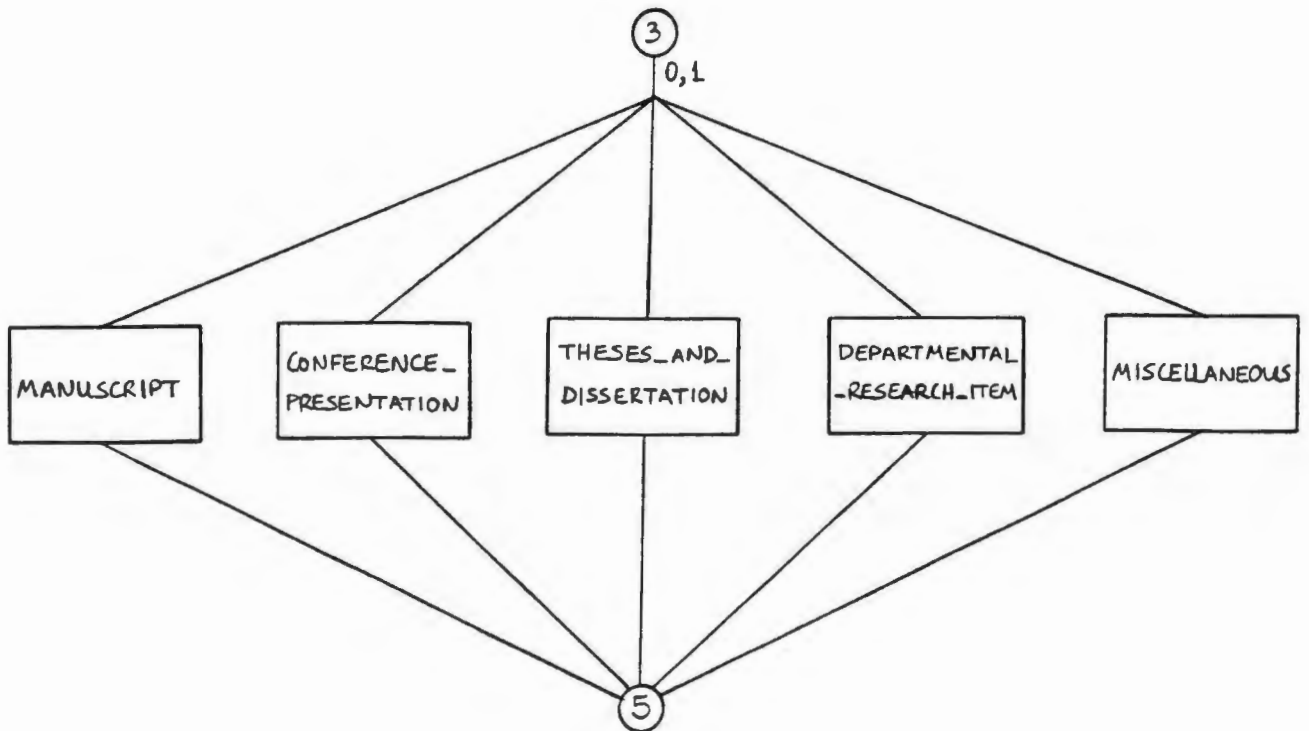 3
0,1
MANUSCRIPT
CONFERENCE_
PRESENTATION
THESES_AND_
DISSERTATION
DEPARTMENTAL
_RESEARCH_ITEM
MISCELLANEOUS
5